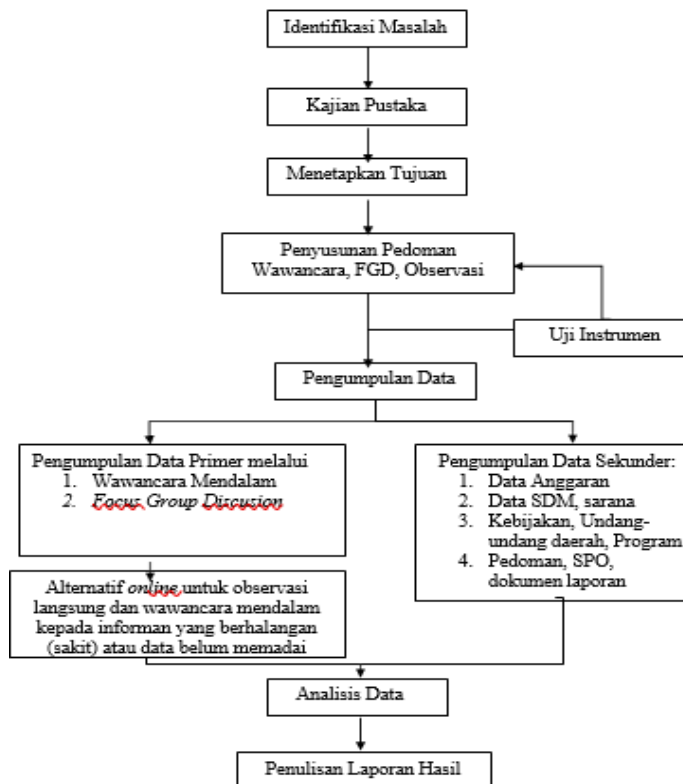 Identifikasi Masalah
Kajian Pustaka
Menetapkan Tujuan
Penyusunan Pedoman
Wawancara, FGD, Observasi
Uji Instrumen
Pengumpulan Data
Pengumpulan Data Primer melalui
1. Wawancara Mendalam
2. Focus Group Discusion
Alternatif online untuk observasi
langsung dan wawancara mendalam
kepada informan yang berhalangan
(sakit) atau data belum memadai
Pengumpulan Data Sekunder:
1. Data Anggaran
2. Data SDM, sarana
3. Kebijakan, Undang-
undang daerah, Program
4. Pedoman, SPO,
dokumen laporan
Analisis Data
Penulisan Laporan Hasil